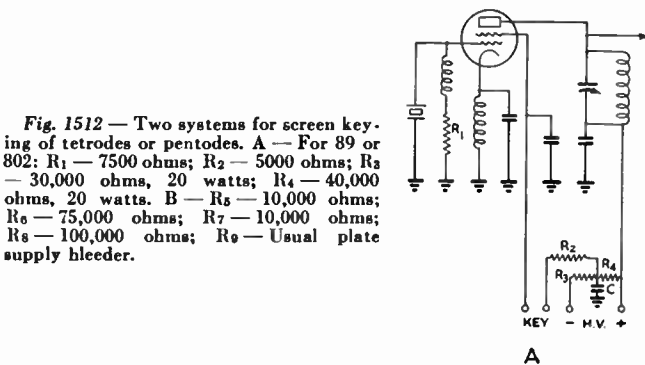 Fig. 1512 — Two systems for screen key-
ing of tetrodes or pentodes. A — For 89 or
802: R1 — 7500 ohms; R2 — 5000 ohms; R3
— 30,000 ohms, 20 watts; R4 — 40,000
ohms, 20 watts. B — R5 — 10,000 ohms;
R6 — 75,000 ohms; R7 — 10,000 ohms;
R8 — 100,000 ohms; R9 — Usual plate
supply bleeder.
R1
R2
R3
R4
C
KEY - H.V. +
A